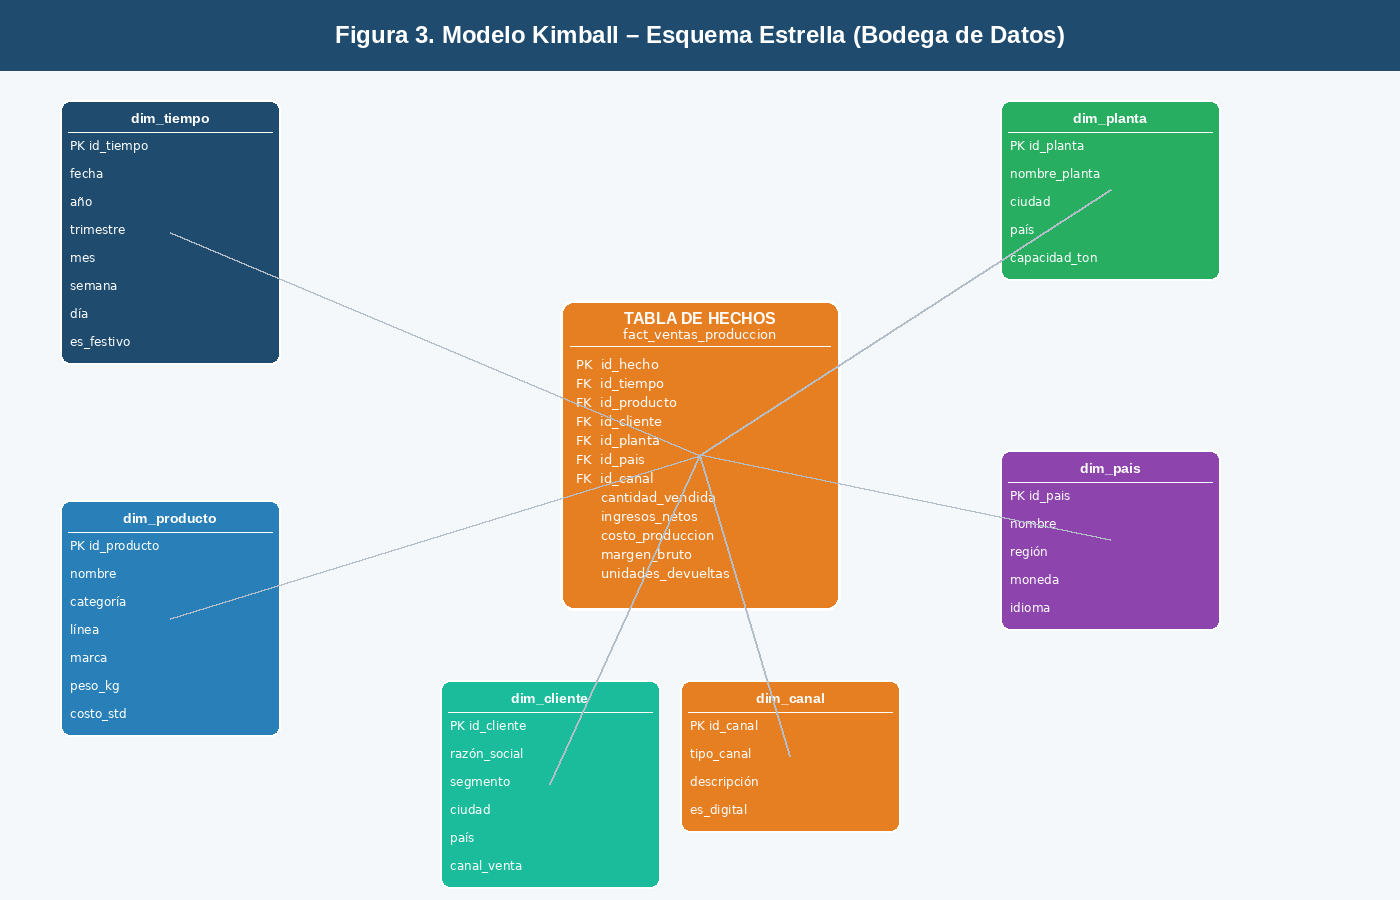 Figura 3. Modelo Kimball – Esquema Estrella (Bodega de Datos)
dim_tiempo
PK id_tiempo
fecha
año
trimestre
mes
semana
día
es_festivo
dim_planta
PK id_planta
nombre_planta
ciudad
país
capacidad_ton
TABLA DE HECHOS
fact_ventas_produccion
PK id_hecho
FK id_tiempo
FK id_producto
FK id_cliente
FK id_planta
FK id_pais
FK id_canal
cantidad_vendida
ingresos_netos
costo_produccion
margen_bruto
unidades_devueltas
dim_pais
PK id_pais
nombre
región
moneda
idioma
dim_producto
PK id_producto
nombre
categoría
línea
marca
peso_kg
costo_std
dim_cliente
PK id_cliente
razón_social
segmento
ciudad
país
canal_venta
dim_canal
PK id_canal
tipo_canal
descripción
es_digital